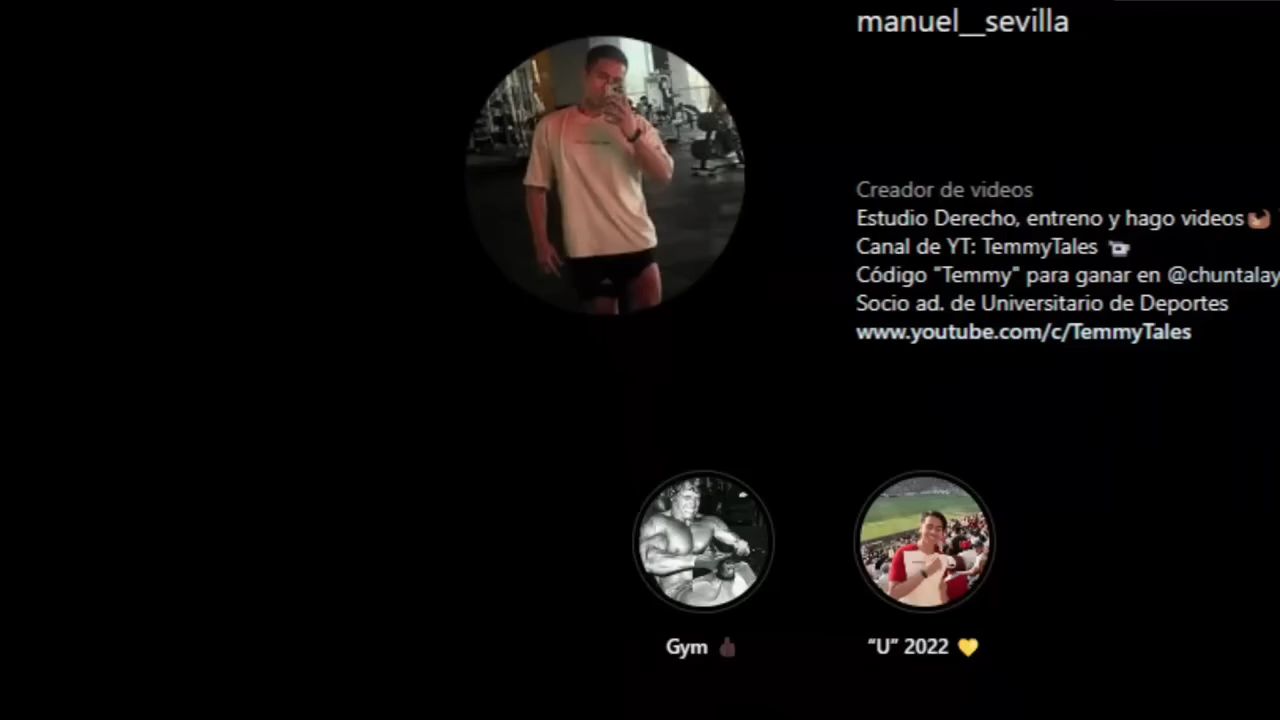 manuel__sevilla
Creador de videos
Estudio Derecho, entreno y hago videos
Canal de YT: TemmyTales
Código "Temmy" para ganar en @chuntalay
Socio ad. de Universitario de Deportes
www.youtube.com/c/TemmyTales
Gym
“U” 2022 💛